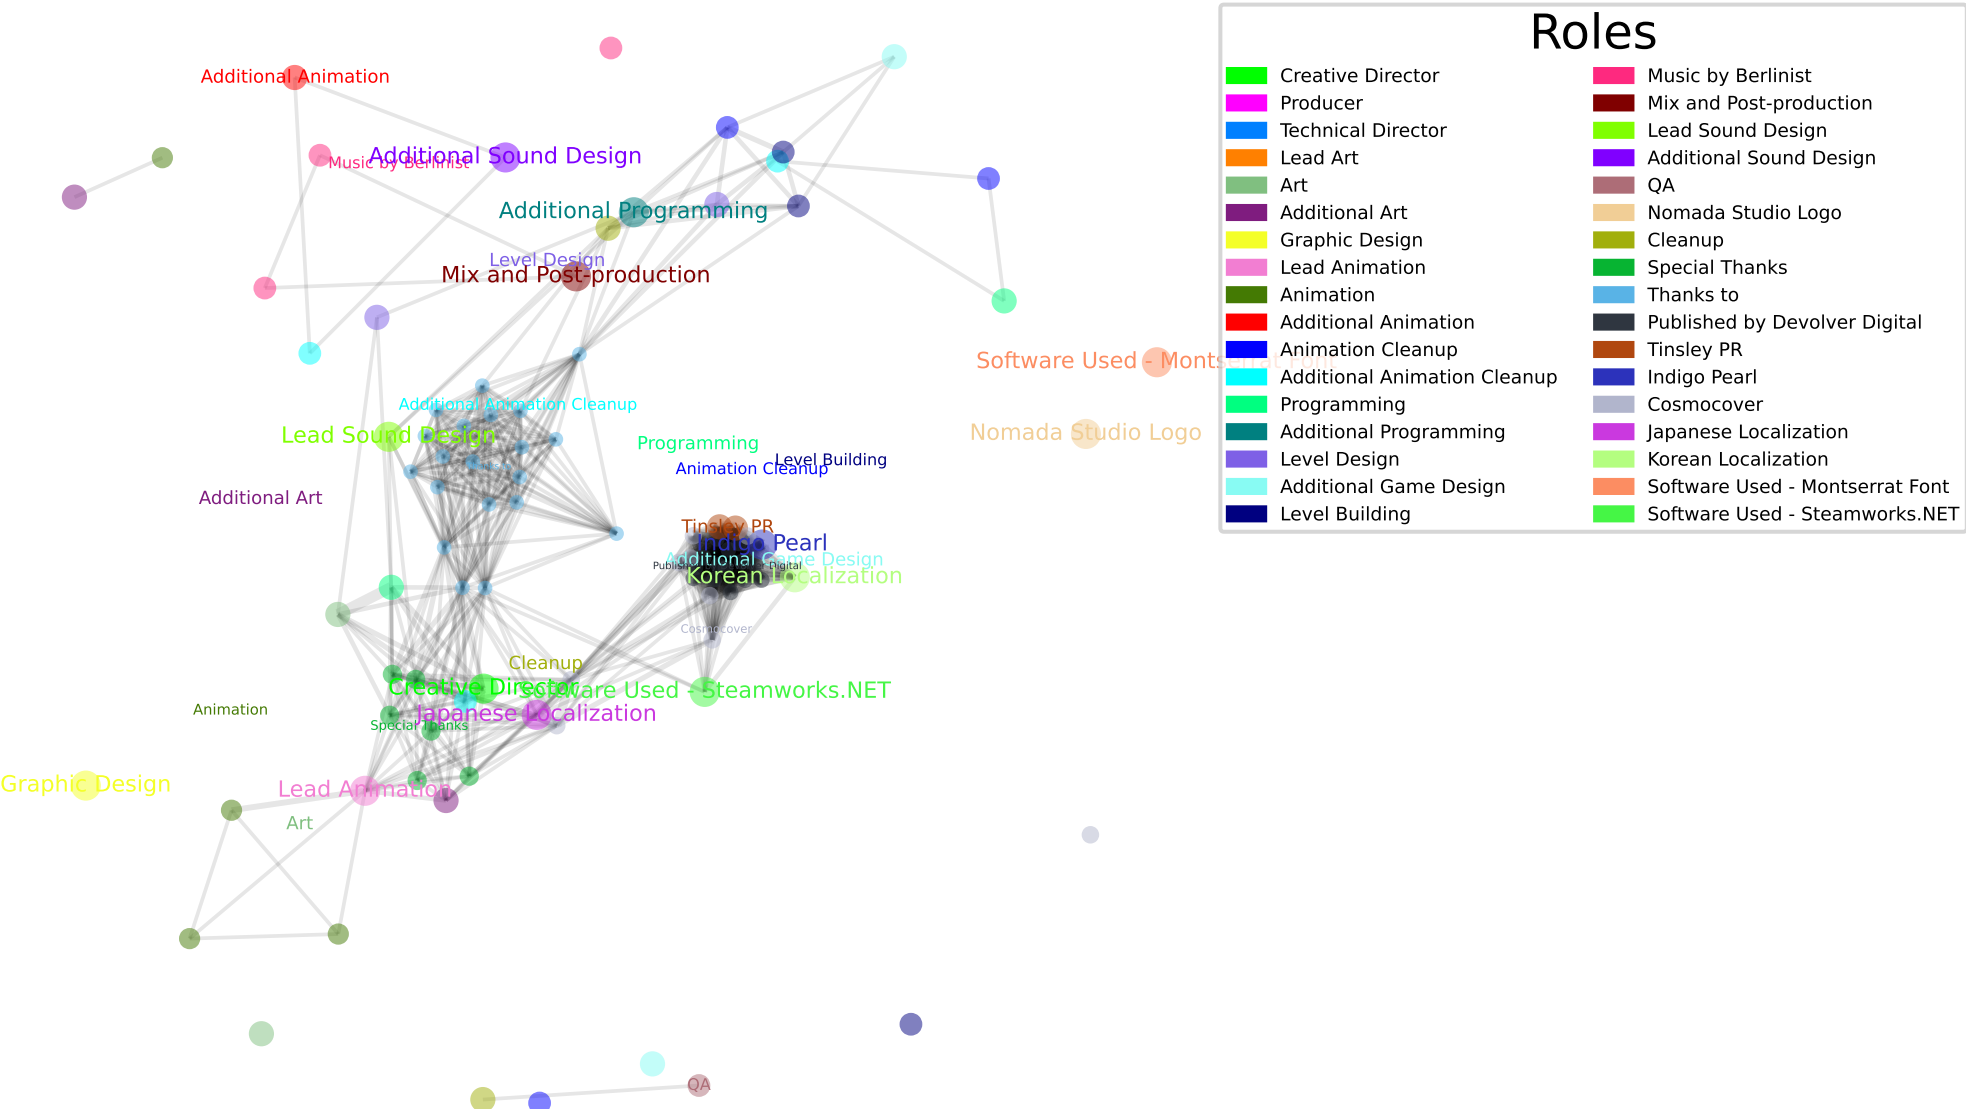 Roles
Creative Director
Producer
Technical Director
Lead Art
Art
Additional Art
Graphic Design
Lead Animation
Animation
Additional Animation
Animation Cleanup
Additional Animation Cleanup
Programming
Additional Programming
Level Design
Additional Game Design
Level Building
Music by Berlinist
Mix and Post-production
Lead Sound Design
Additional Sound Design
QA
Nomada Studio Logo
Cleanup
Special Thanks
Thanks to
Published by Devolver Digital
Tinsley PR
Indigo Pearl
Cosmocover
Japanese Localization
Korean Localization
Software Used - Montserrat Font
Software Used - Steamworks.NET
Additional Animation
Additional Sound Design
Music by Berlinist
Additional Programming
Level Design
Mix and Post-production
Software Used - Montserrat Font
Additional Animation Cleanup
Lead Sound Design
Nomada Studio Logo
Programming
Level Building
Animation Cleanup
Additional Art
Tinsley PR
Indigo Pearl
Additional Game Design
Digital
Korean Localization
Cosmocover
Cleanup
Creative Director
Software Used - Steamworks.NET
Animation
Japanese Localization
Special Thanks
Graphic Design
Lead Animation
Art
QA